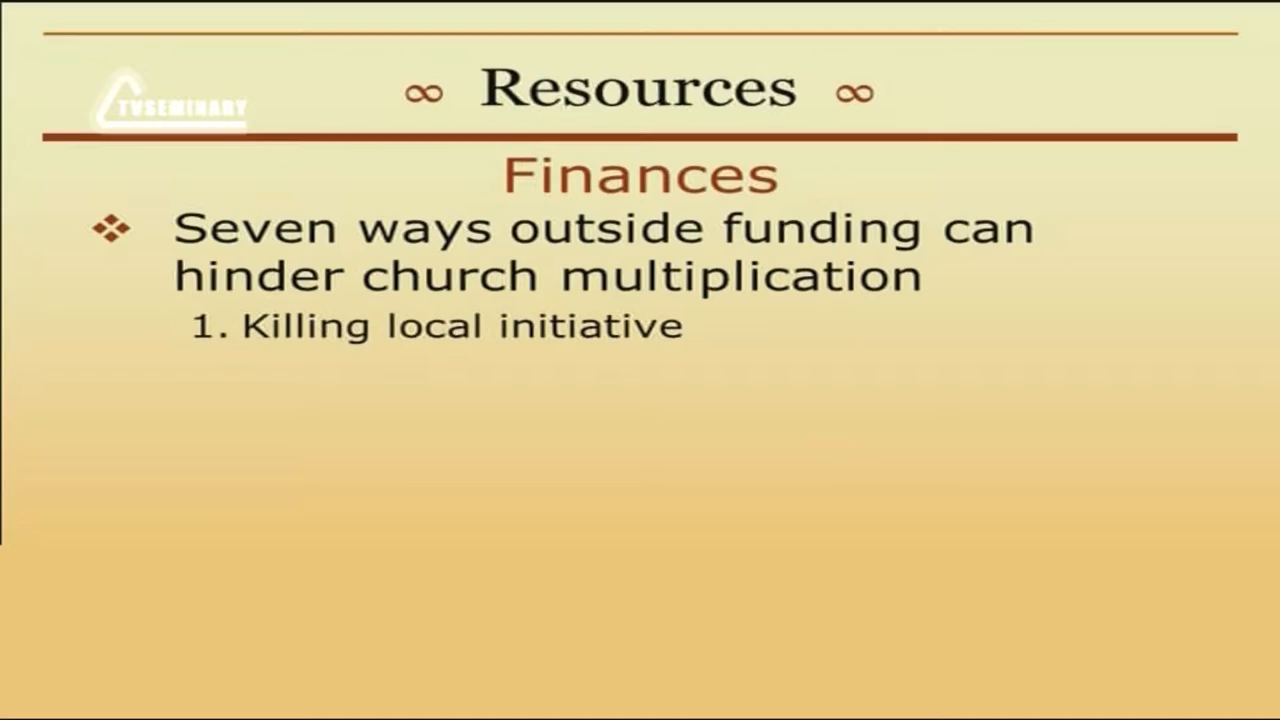 TVSEMINARY
∞ Resources ∞
Finances
Seven ways outside funding can
hinder church multiplication
1. Killing local initiative